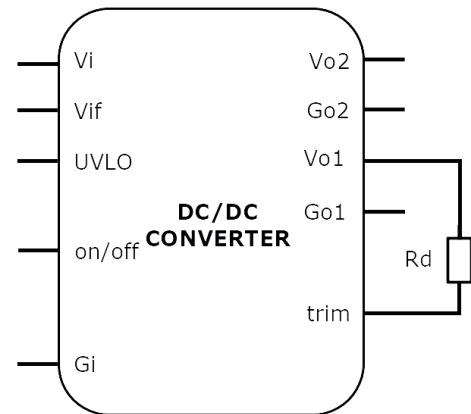 Vi
Vif
UVLO
on/off
Gi
DC/DC
CONVERTER
Vo2
Go2
Vo1
Go1
trim
Rd